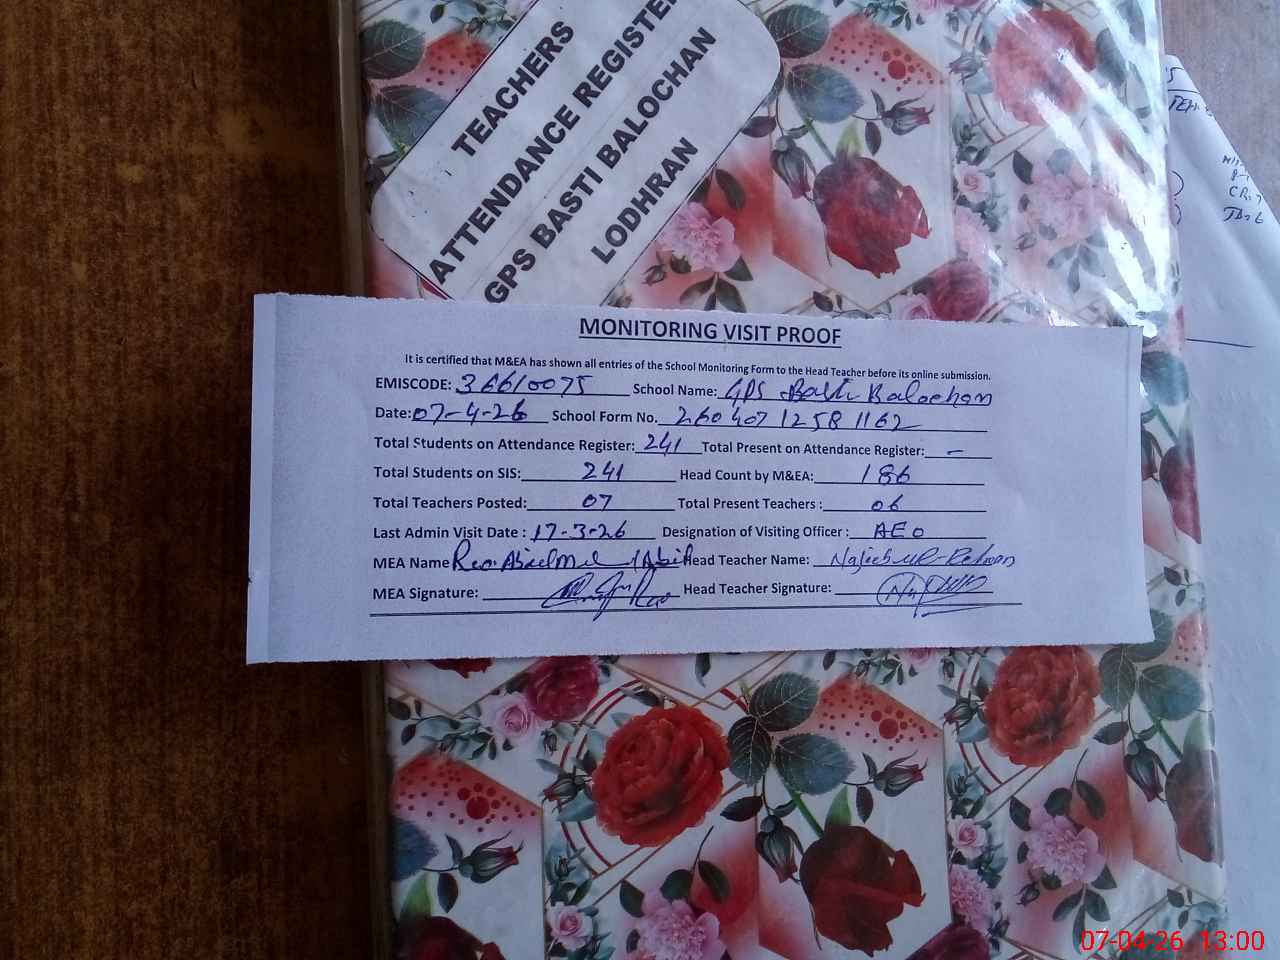 TEACHERS
ATTENDANCE REGISTER
GPS BASTI BALOCHAN
LODHRAN
MONITORING VISIT PROOF
It is certified that M&EA has shown all entries of the School Monitoring Form to the Head Teacher before its online submission.
EMISCODE: 36610075 School Name: GPS Basti Balochan
Date: 07-4-26 School Form No. 260407 1258 1162
Total Students on Attendance Register: 241 Total Present on Attendance Register: -
Total Students on SIS: 241 Head Count by M&EA: 186
Total Teachers Posted: 07 Total Present Teachers : 06
Last Admin Visit Date : 17-3-26 Designation of Visiting Officer : AEO
MEA Name Head Teacher Name: Najeeb ur-Rehman
MEA Signature: Head Teacher Signature:
07-04-26 13:00